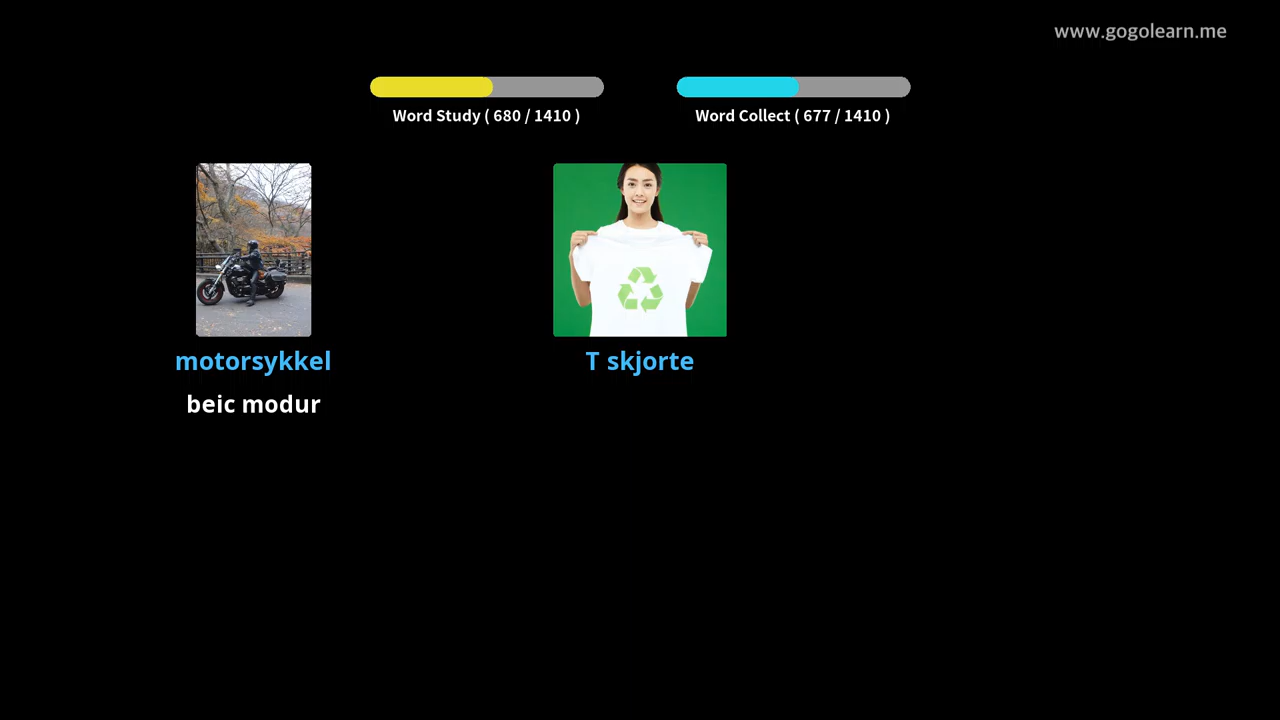 www.gogolearn.me
Word Study ( 680 / 1410 )
Word Collect ( 677 / 1410 )
motorsykkel
beic modur
T skjorte